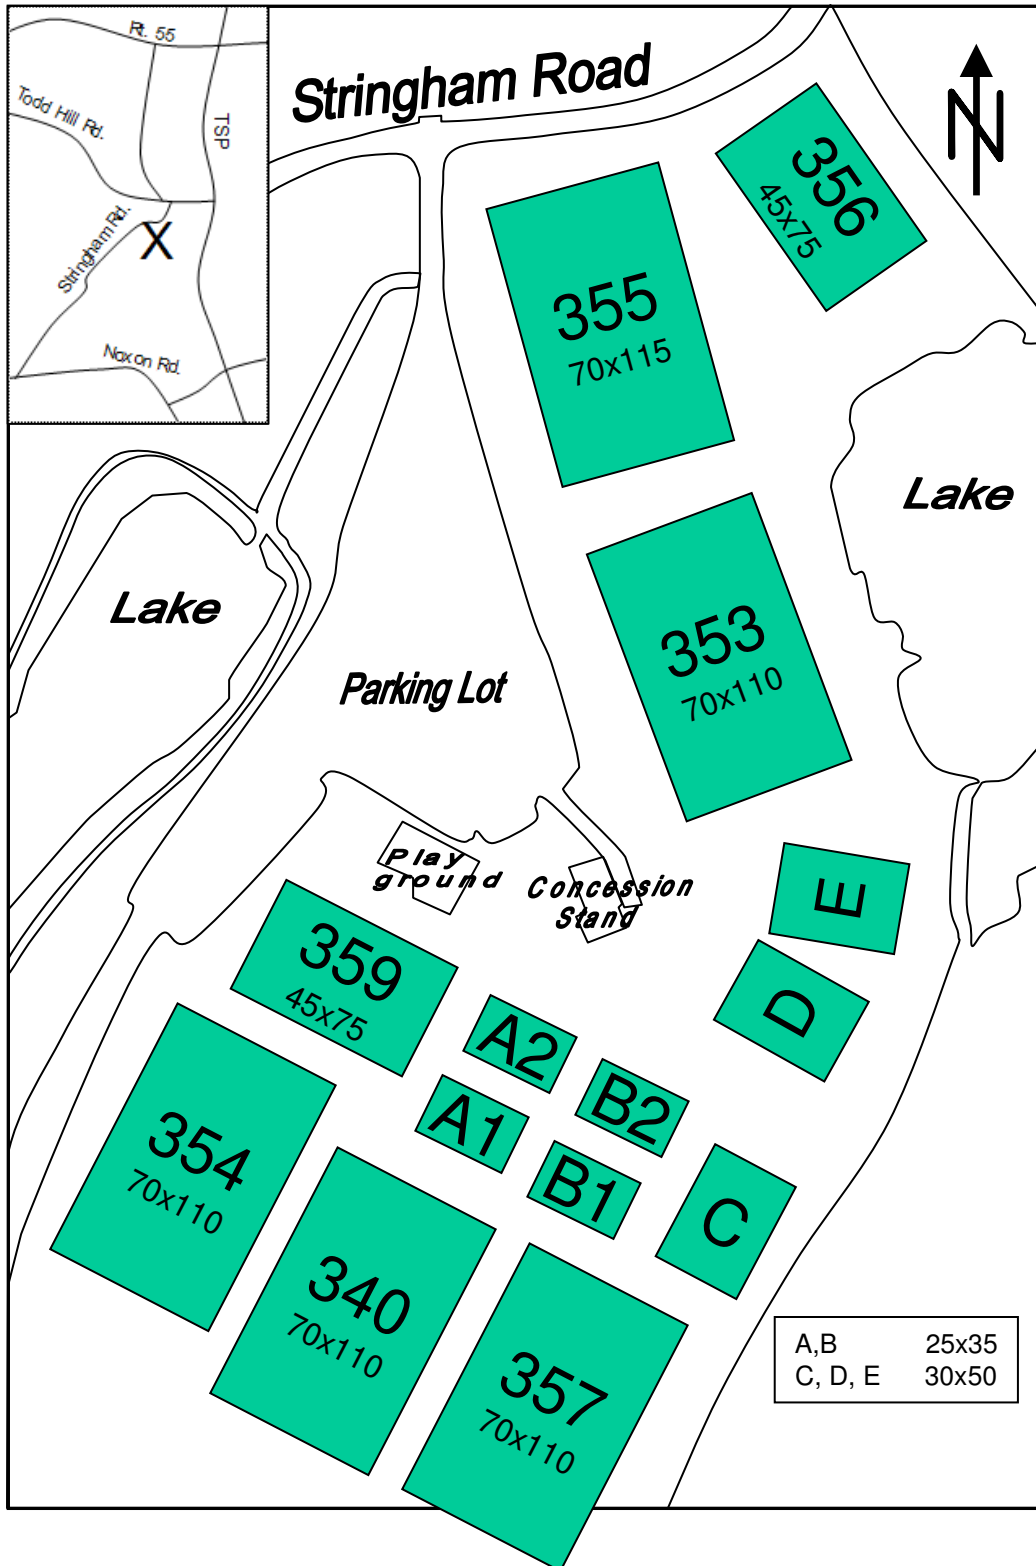 Rt. 55
Todd Hill Rd.
TSP
Stringham Rd.
X
Noxon Rd.
Stringham Road
N
356
45x75
355
70x115
Lake
353
70x110
Lake
Parking Lot
Play
ground
Concession
Stand
E
D
359
45x75
A2
B2
A1
B1
C
354
70x110
340
70x110
357
70x110
A,B 25x35
C, D, E 30x50